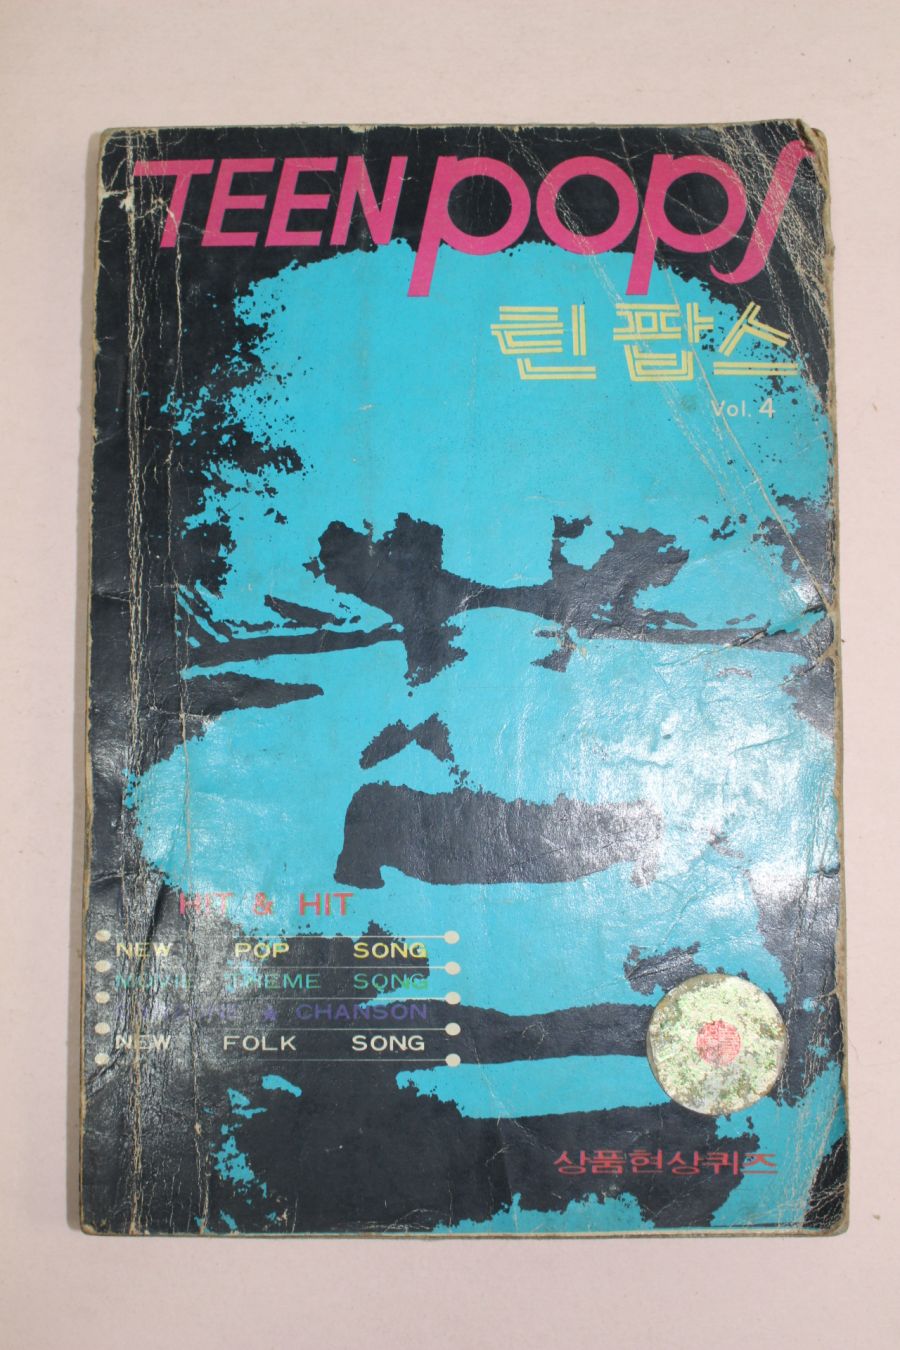 TEEN pops
틴 팝스
Vol. 4
HIT & HIT
NEW POP SONG
MOVIE THEME SONG
★ CHANSON
NEW FOLK SONG
상품현상퀴즈